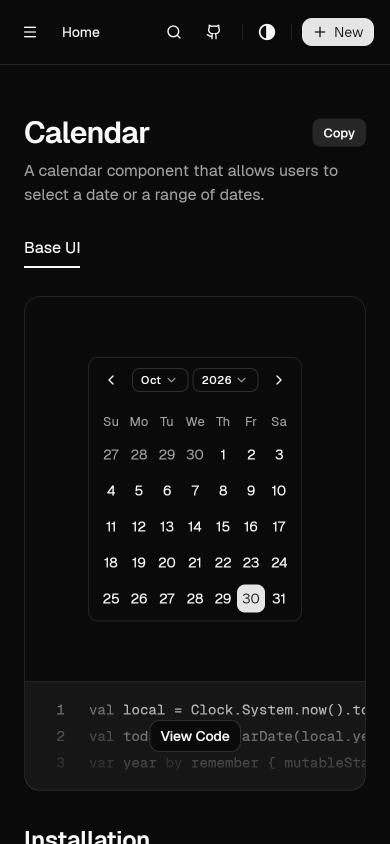 Home
New
Calendar
Copy
A calendar component that allows users to
select a date or a range of dates.
Base UI
Oct 2026
Su Mo Tu We Th Fr Sa
27 28 29 30 1 2 3
4 5 6 7 8 9 10
11 12 13 14 15 16 17
18 19 20 21 22 23 24
25 26 27 28 29 30 31
1 val local = Clock.System.now().to
2 val tod
View Code
arDate(local.ye
3 var year by remember { mutableSta
Installation